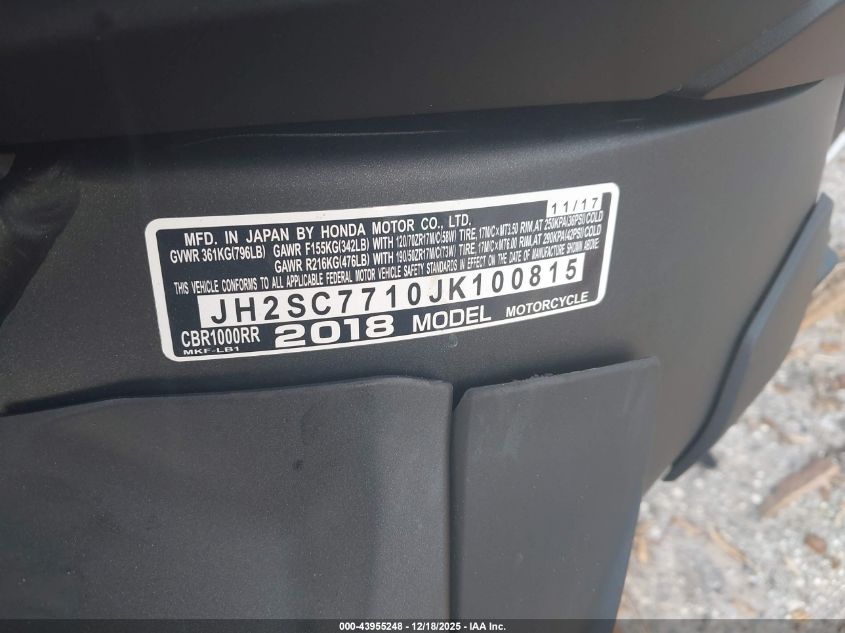 11/17
MFD. IN JAPAN BY HONDA MOTOR CO., LTD.
GVWR 361KG(796LB) GAWR F155KG(342LB) WITH 120/70ZR17M/C(58W) TIRE, 17M/C×MT3.50 RIM, AT 250KPA(36PSI) COLD
GAWR R216KG(476LB) WITH 190/50ZR17M/C(73W) TIRE, 17M/C×MT6.00 RIM, AT 290KPA(42PSI) COLD
THIS VEHICLE CONFORMS TO ALL APPLICABLE FEDERAL MOTOR VEHICLE SAFETY STANDARDS IN EFFECT ON THE DATE OF MANUFACTURE SHOWN ABOVE.
JH2SC7710JK100815
CBR1000RR 2018 MODEL MOTORCYCLE
MKF-LB1
000-43955248 - 12/18/2025 - IAA Inc.